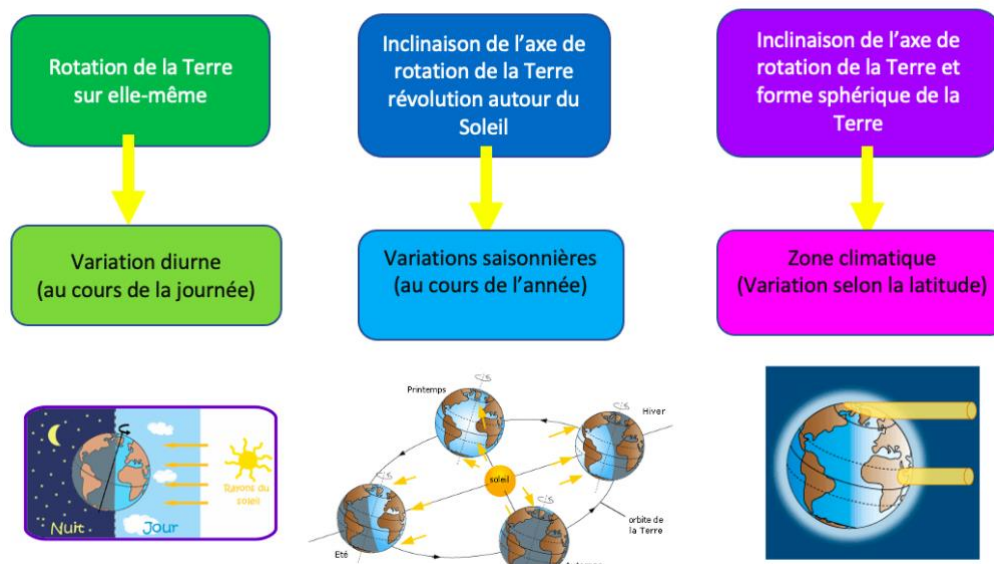 Rotation de la Terre
sur elle-même
Inclinaison de l'axe de
rotation de la Terre
révolution autour du
Soleil
Inclinaison de l'axe de
rotation de la Terre et
forme sphérique de la
Terre
Variation diurne
(au cours de la journée)
Variations saisonnières
(au cours de l'année)
Zone climatique
(Variation selon la latitude)
Nuit
Jour
Rayons du
soleil
Printemps
Hiver
soleil
orbite de
la Terre
Eté